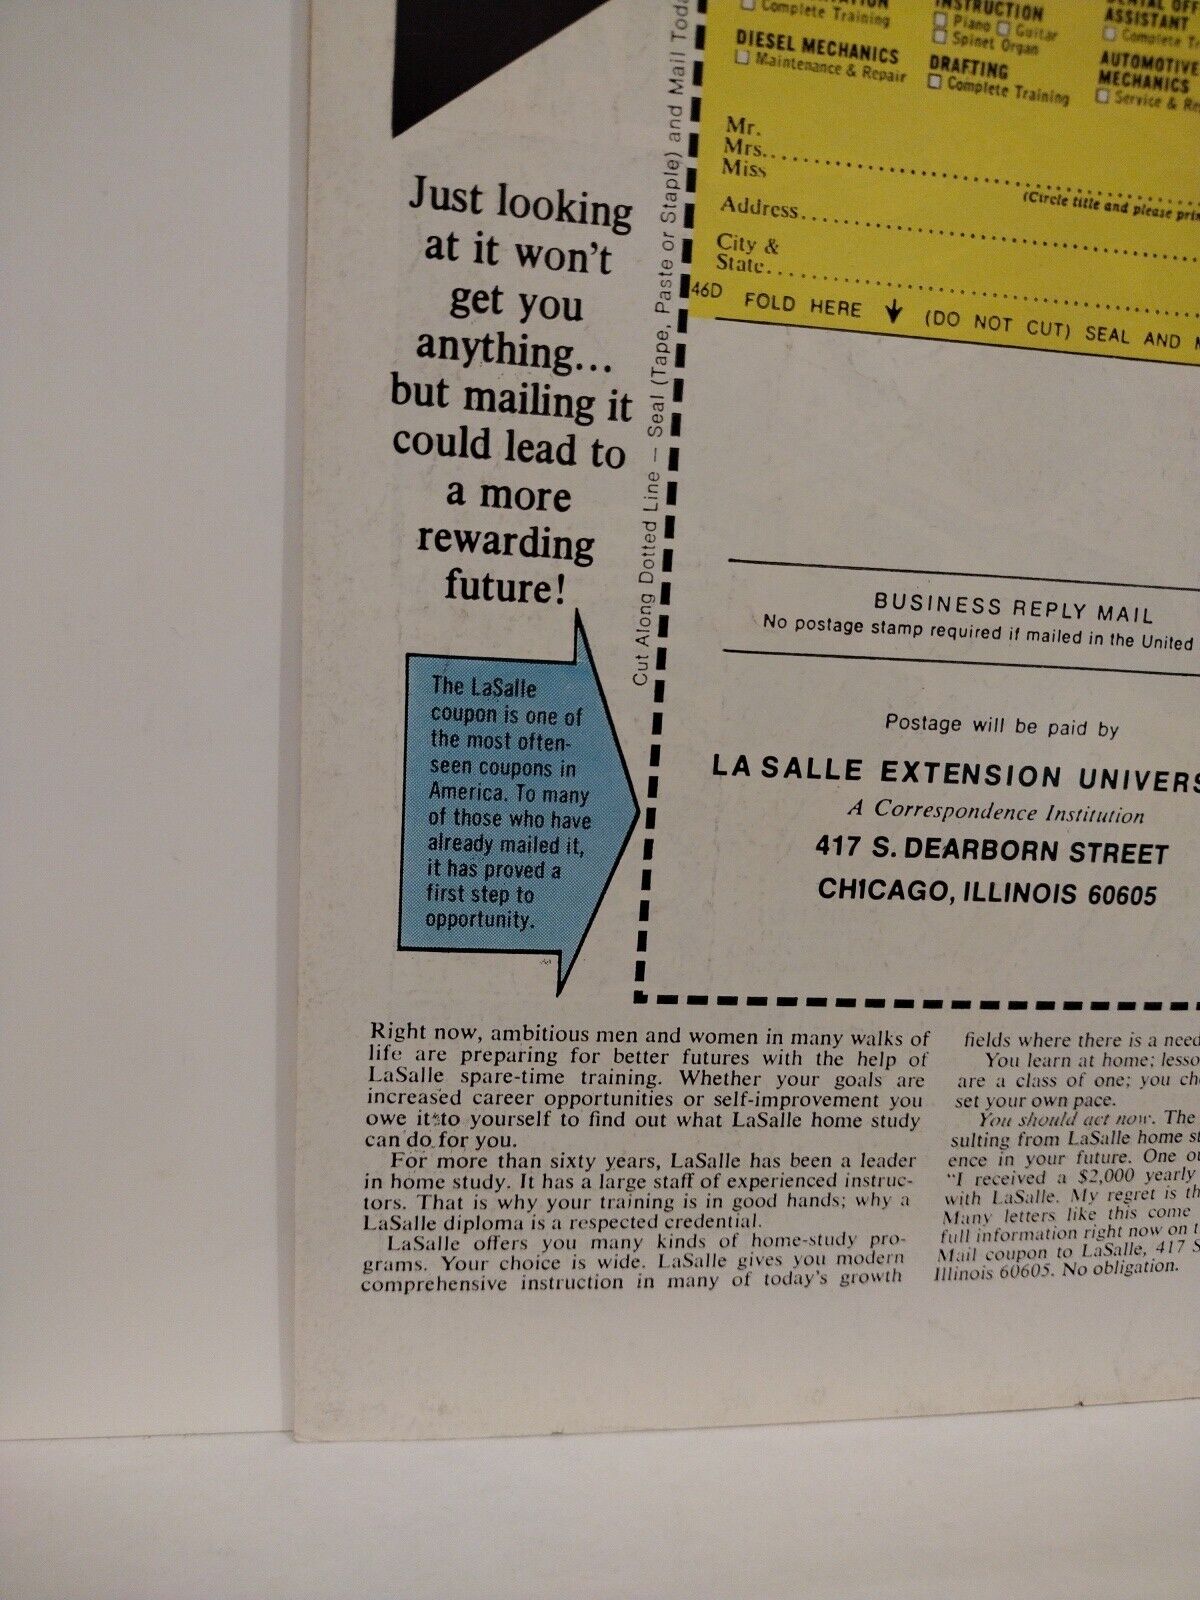 Complete Training
INSTRUCTION
Piano Guitar
Spinet Organ
ASSISTANT
DIESEL MECHANICS
Maintenance & Repair
DRAFTING
Complete Training
AUTOMOTIVE
MECHANICS
Service &
Mr.
Mrs.
Miss
(Circle title and please
Address
City &
State
46D FOLD HERE (DO NOT CUT) SEAL AND
Cut Along Dotted Line – Seal (Tape, Paste or Staple) and Mail
Just looking
at it won't
get you
anything...
but mailing it
could lead to
a more
rewarding
future!
The LaSalle
coupon is one of
the most often-
seen coupons in
America. To many
of those who have
already mailed it,
it has proved a
first step to
opportunity.
BUSINESS REPLY MAIL
No postage stamp required if mailed in the United
Postage will be paid by
LA SALLE EXTENSION
A Correspondence Institution
417 S. DEARBORN STREET
CHICAGO, ILLINOIS 60605
Right now, ambitious men and women in many walks of
life are preparing for better futures with the help of
LaSalle spare-time training. Whether your goals are
increased career opportunities or self-improvement you
owe it to yourself to find out what LaSalle home study
can do for you.
For more than sixty years, LaSalle has been a leader
in home study. It has a large staff of experienced instruc-
tors. That is why your training is in good hands; why a
LaSalle diploma is a respected credential.
LaSalle offers you many kinds of home-study pro-
grams. Your choice is wide. LaSalle gives you modern
comprehensive instruction in many of today's growth
fields where there is a need
You learn at home;
are a class of one; you
set your own pace.
You should act now. The
sulting from LaSalle home
ence in your future. One
"I received a $2,000 yearly
with LaSalle. My regret is
Many letters like this come
full information right now on
Mail coupon to LaSalle, 417
Illinois 60605. No obligation.